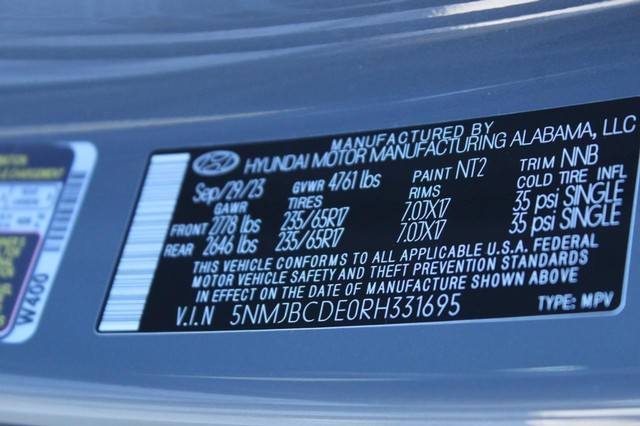 MANUFACTURED BY
HYUNDAI MOTOR MANUFACTURING ALABAMA, LLC
Sep/19/23 GVWR 4761 lbs PAINT NT2 TRIM NNB
GAWR TIRES RIMS COLD TIRE INFL
FRONT 2778 lbs 235/65R17 7.0JX17 35 psi SINGLE
REAR 2646 lbs 235/65R17 7.0JX17 35 psi SINGLE
THIS VEHICLE CONFORMS TO ALL APPLICABLE U.S.A. FEDERAL
MOTOR VEHICLE SAFETY AND THEFT PREVENTION STANDARDS
IN EFFECT ON THE DATE OF MANUFACTURE SHOWN ABOVE
V.I.N 5NMJBCDE0RH331695 TYPE: MPV
W400